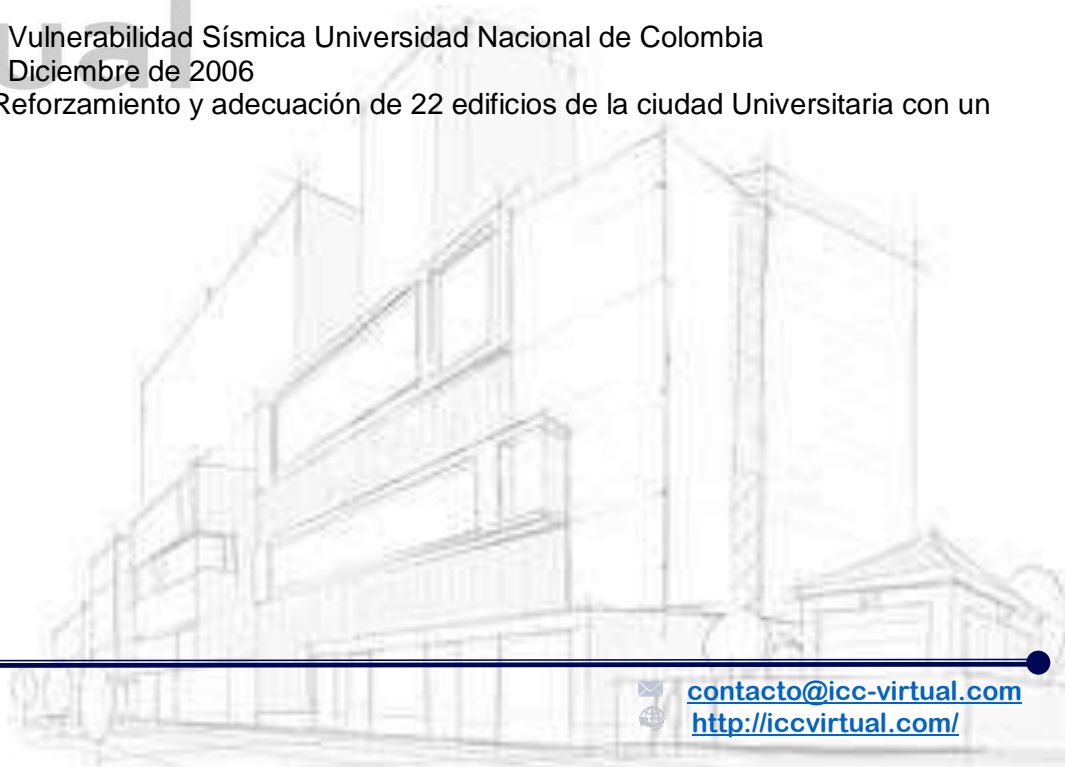 ual
Vulnerabilidad Sísmica Universidad Nacional de Colombia
Diciembre de 2006
Reforzamiento y adecuación de 22 edificios de la ciudad Universitaria con un
contacto@icc-virtual.com
http://iccvirtual.com/